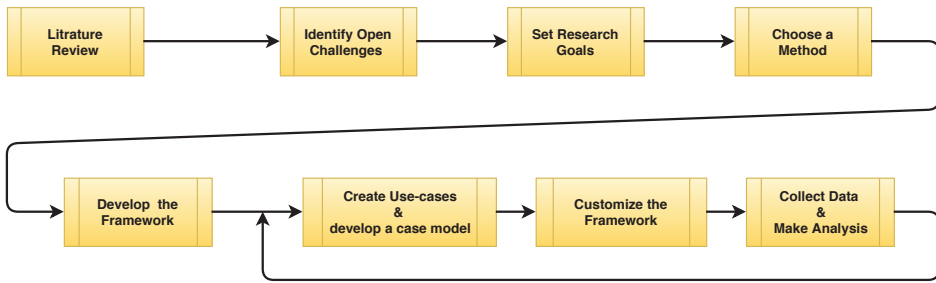 Litrature
Review
Identify Open
Challenges
Set Research
Goals
Choose a
Method
Develop the
Framework
Create Use-cases
&
develop a case model
Customize the
Framework
Collect Data
&
Make Analysis